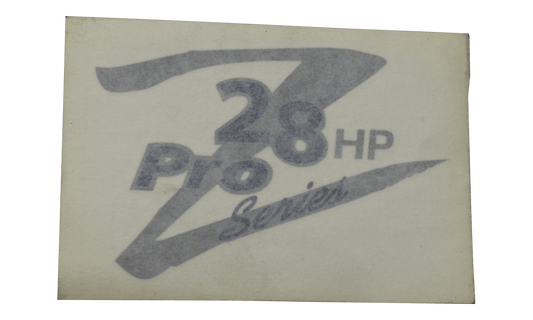 Z
28 HP
Pro
Series